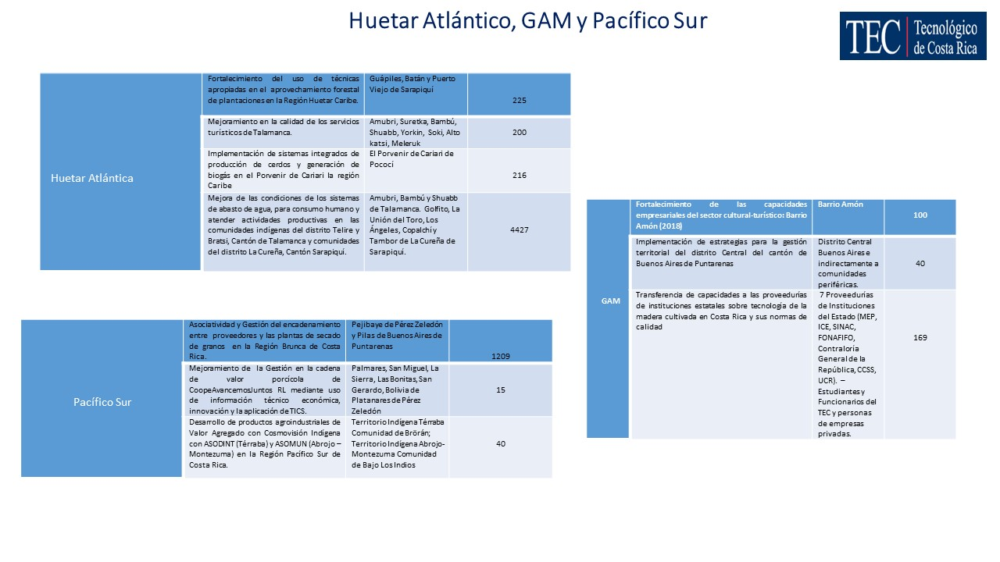 Huetar Atlántico, GAM y Pacífico Sur
TEC
Tecnológico
de Costa Rica
Huetar Atlántica
Fortalecimiento del uso de técnicas
apropiadas en el aprovechamiento forestal
de plantaciones en la Región Huetar Caribe.
Guápiles, Batán y Puerto
Viejo de Sarapiquí
225
Mejoramiento en la calidad de los servicios
turísticos de Talamanca.
Amubri, Suretka, Bambú,
Shuabb, Yorkin, Soki, Alto
katsi, Meleruk
200
Implementación de sistemas integrados de
producción de cerdos y generación de
biogás en el Porvenir de Cariari la región
Caribe
El Porvenir de Cariari de
Pococí
216
Mejora de las condiciones de los sistemas
de abasto de agua, para consumo humano y
atender actividades productivas en las
comunidades indígenas del distrito Telire y
Bratsi, Cantón de Talamanca y comunidades
del distrito La Cureña, Cantón Sarapiquí.
Amubri, Bambú y Shuabb
de Talamanca. Golfito, La
Unión del Toro, Los
Ángeles, Copalchí y
Tambor de La Cureña de
Sarapiquí.
4427
GAM
Fortalecimiento de las capacidades
empresariales del sector cultural-turístico: Barrio
Amón (2018)
Barrio Amón
100
Implementación de estrategias para la gestión
territorial del distrito Central del cantón de
Buenos Aires de Puntarenas
Distrito Central
Buenos Aires e
indirectamente a
comunidades
periféricas.
40
Transferencia de capacidades a las proveedurías
de instituciones estatales sobre tecnología de la
madera cultivada en Costa Rica y sus normas de
calidad
7 Proveedurías
de Instituciones
del Estado (MEP,
ICE, SINAC,
FONAFIFO,
Contraloría
General de la
República, CCSS,
UCR). –
Estudiantes y
Funcionarios del
TEC y personas
de empresas
privadas.
169
Pacífico Sur
Asociatividad y Gestión del encadenamiento
entre proveedores y las plantas de secado
de granos en la Región Brunca de Costa
Rica.
Pejibaye de Pérez Zeledón
y Pilas de Buenos Aires de
Puntarenas
1209
Mejoramiento de la Gestión en la cadena
de valor porcícola de
CoopeAvancemosJuntos RL mediante uso
de información técnico económica,
innovación y la aplicación de TICS.
Palmares, San Miguel, La
Sierra, Las Bonitas, San
Gerardo, Bolivia de
Platanares de Pérez
Zeledón
15
Desarrollo de productos agroindustriales de
Valor Agregado con Cosmovisión Indígena
con ASODINT (Térraba) y ASOMUN (Abrojo –
Montezuma) en la Región Pacífico Sur de
Costa Rica.
Territorio Indígena Térraba
Comunidad de Brörán;
Territorio Indígena Abrojo-
Montezuma Comunidad
de Bajo Los Indios
40